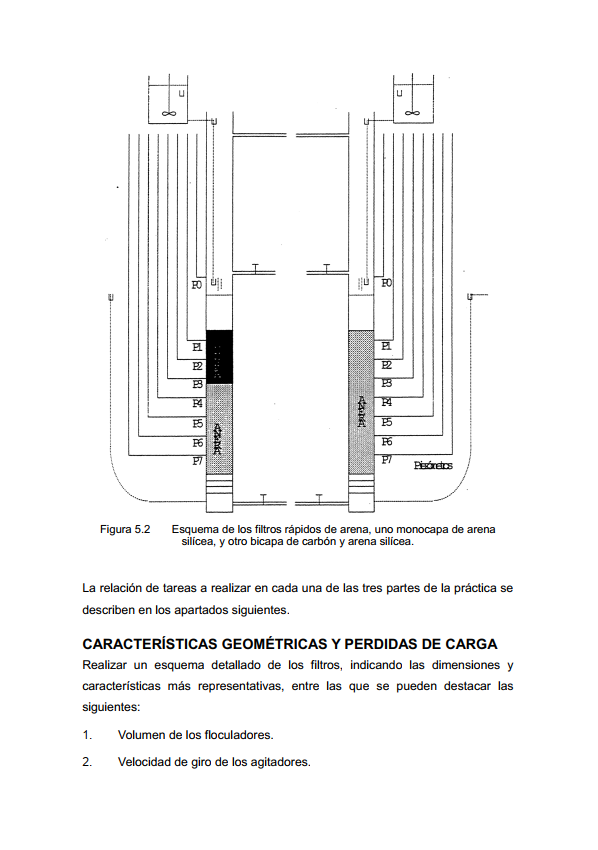 P0
P1
P2
P3
P4
P5
P6
P7
ARENA
P0
P1
P2
P3
P4
P5
P6
P7
ARENA
Piezómetros
Figura 5.2 Esquema de los filtros rápidos de arena, uno monocapa de arena
silícea, y otro bicapa de carbón y arena silícea.
La relación de tareas a realizar en cada una de las tres partes de la práctica se
describen en los apartados siguientes.
CARACTERÍSTICAS GEOMÉTRICAS Y PERDIDAS DE CARGA
Realizar un esquema detallado de los filtros, indicando las dimensiones y
características más representativas, entre las que se pueden destacar las
siguientes:
1. Volumen de los floculadores.
2. Velocidad de giro de los agitadores.